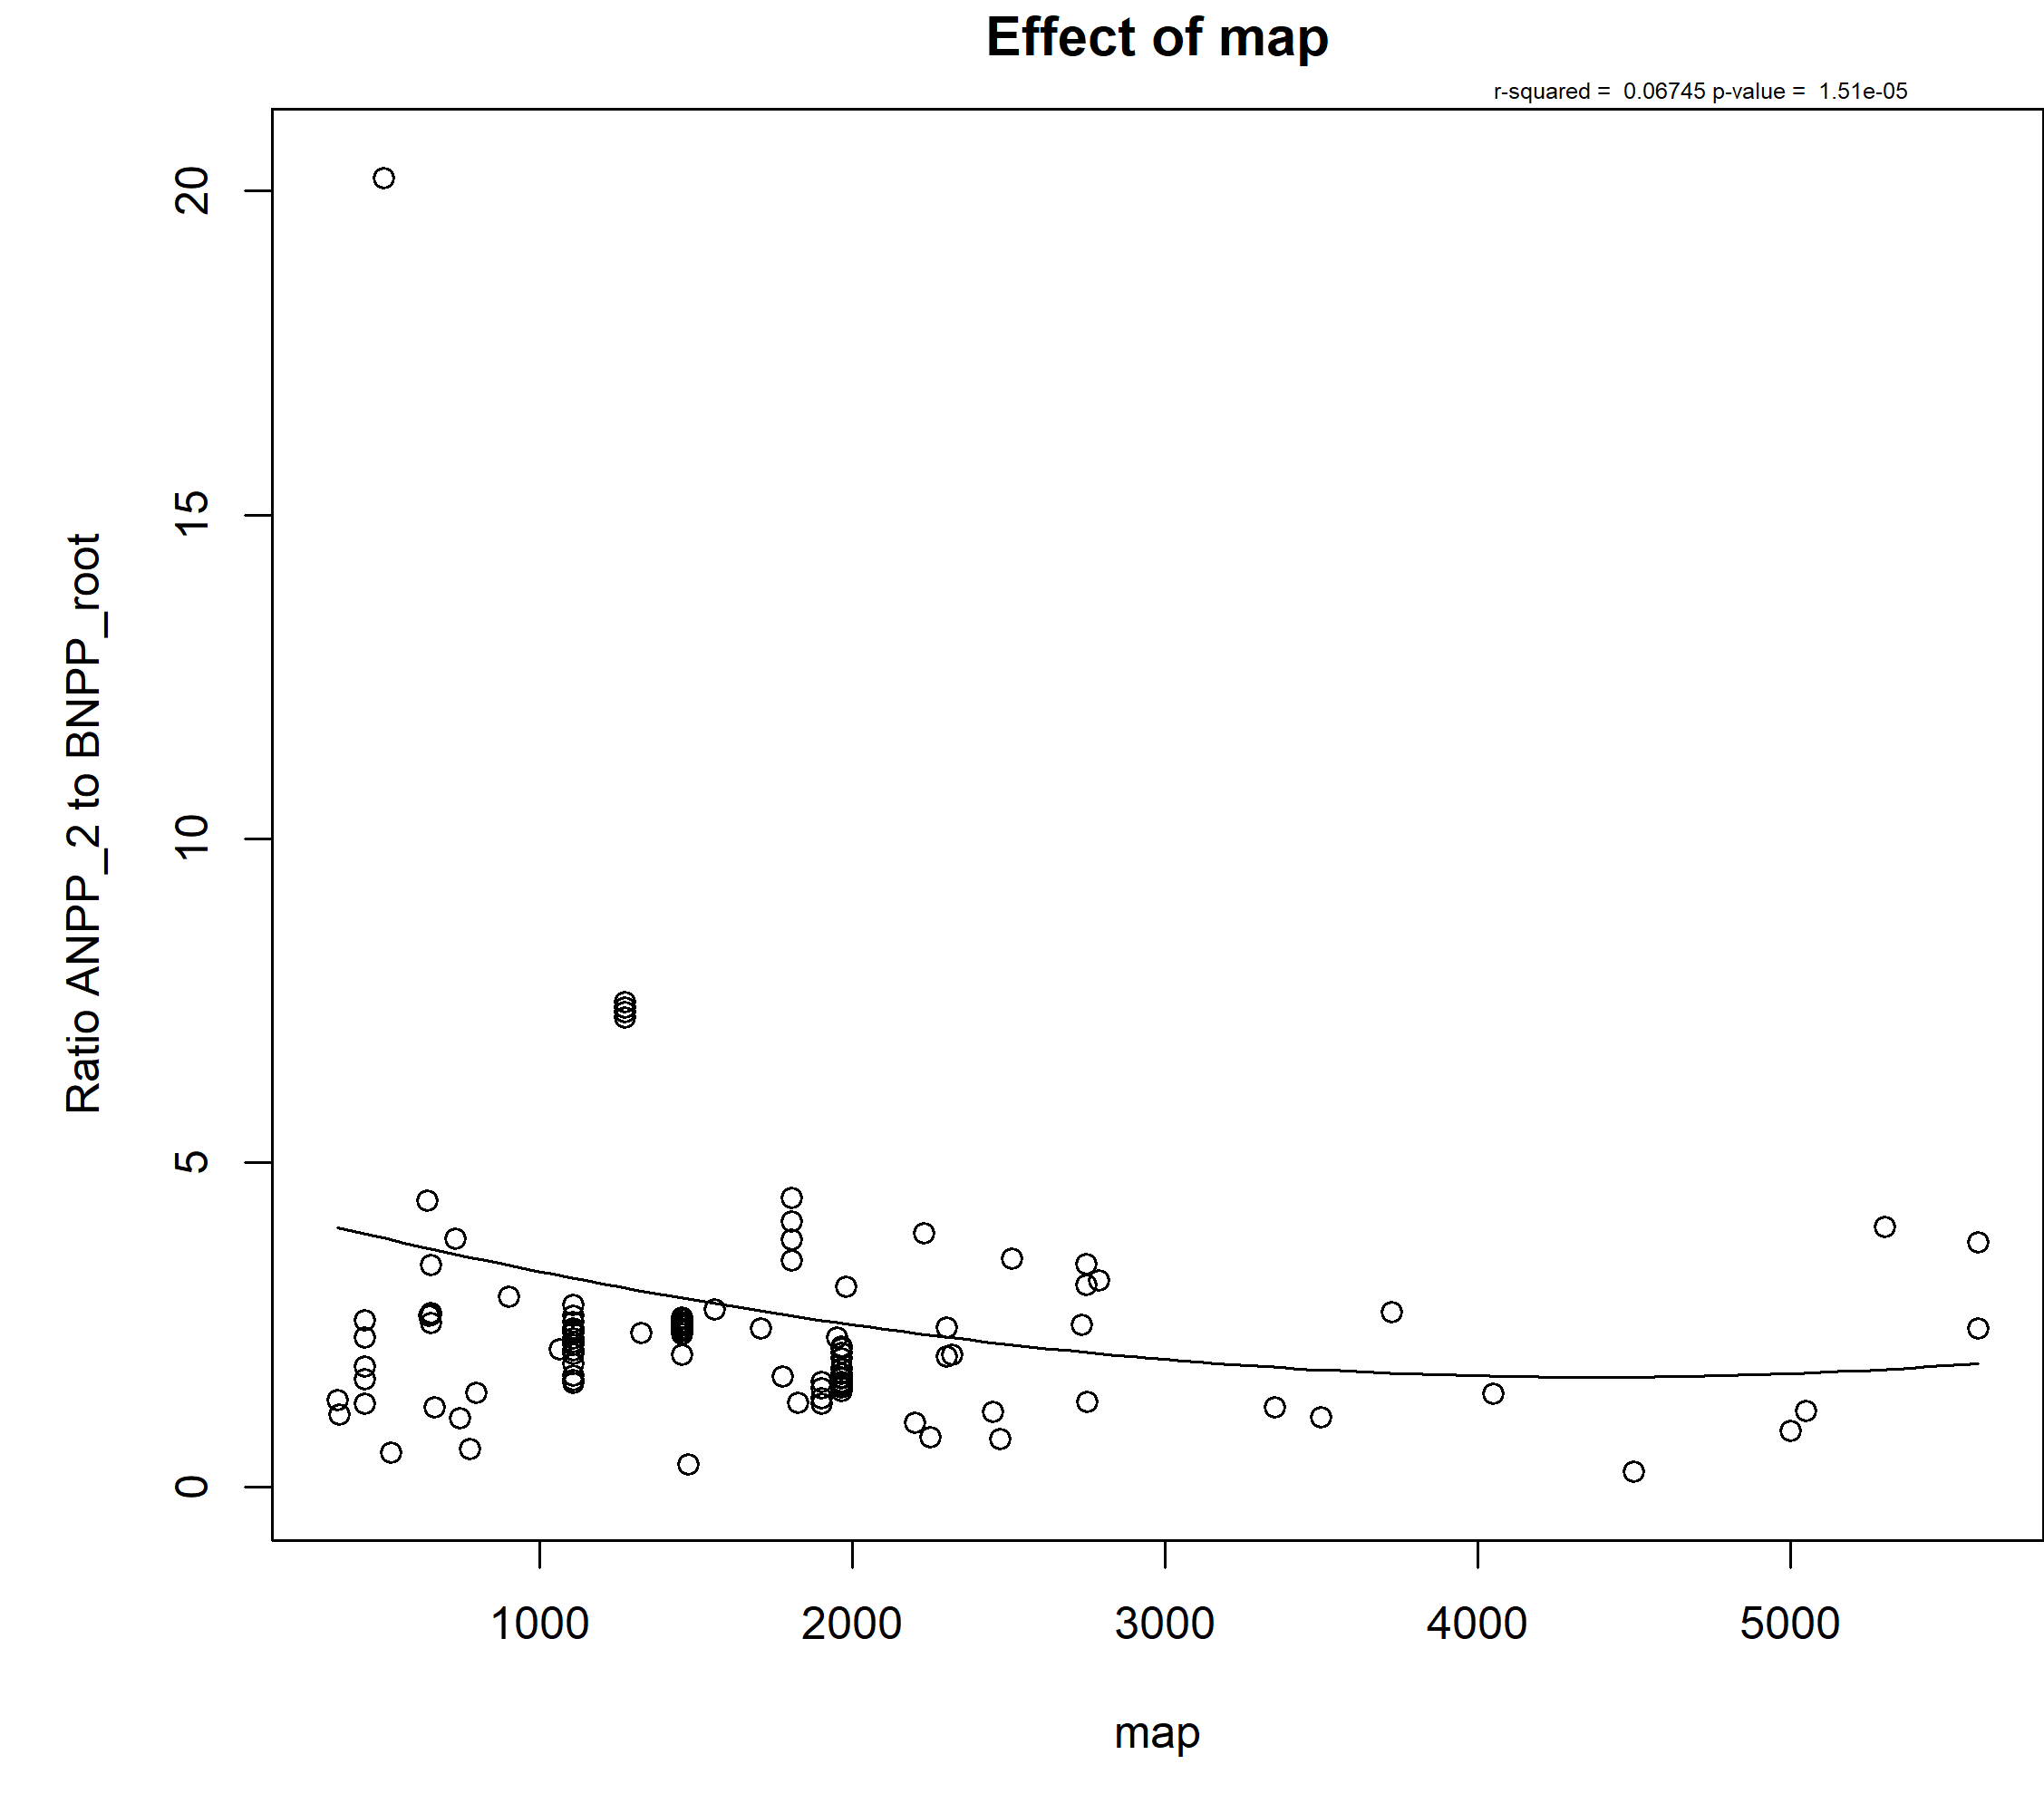 Effect of map
r-squared =  0.06745 p-value =  1.51e-05
20
15
10
5
0
Ratio ANPP_2 to BNPP_root
1000 2000 3000 4000 5000
map